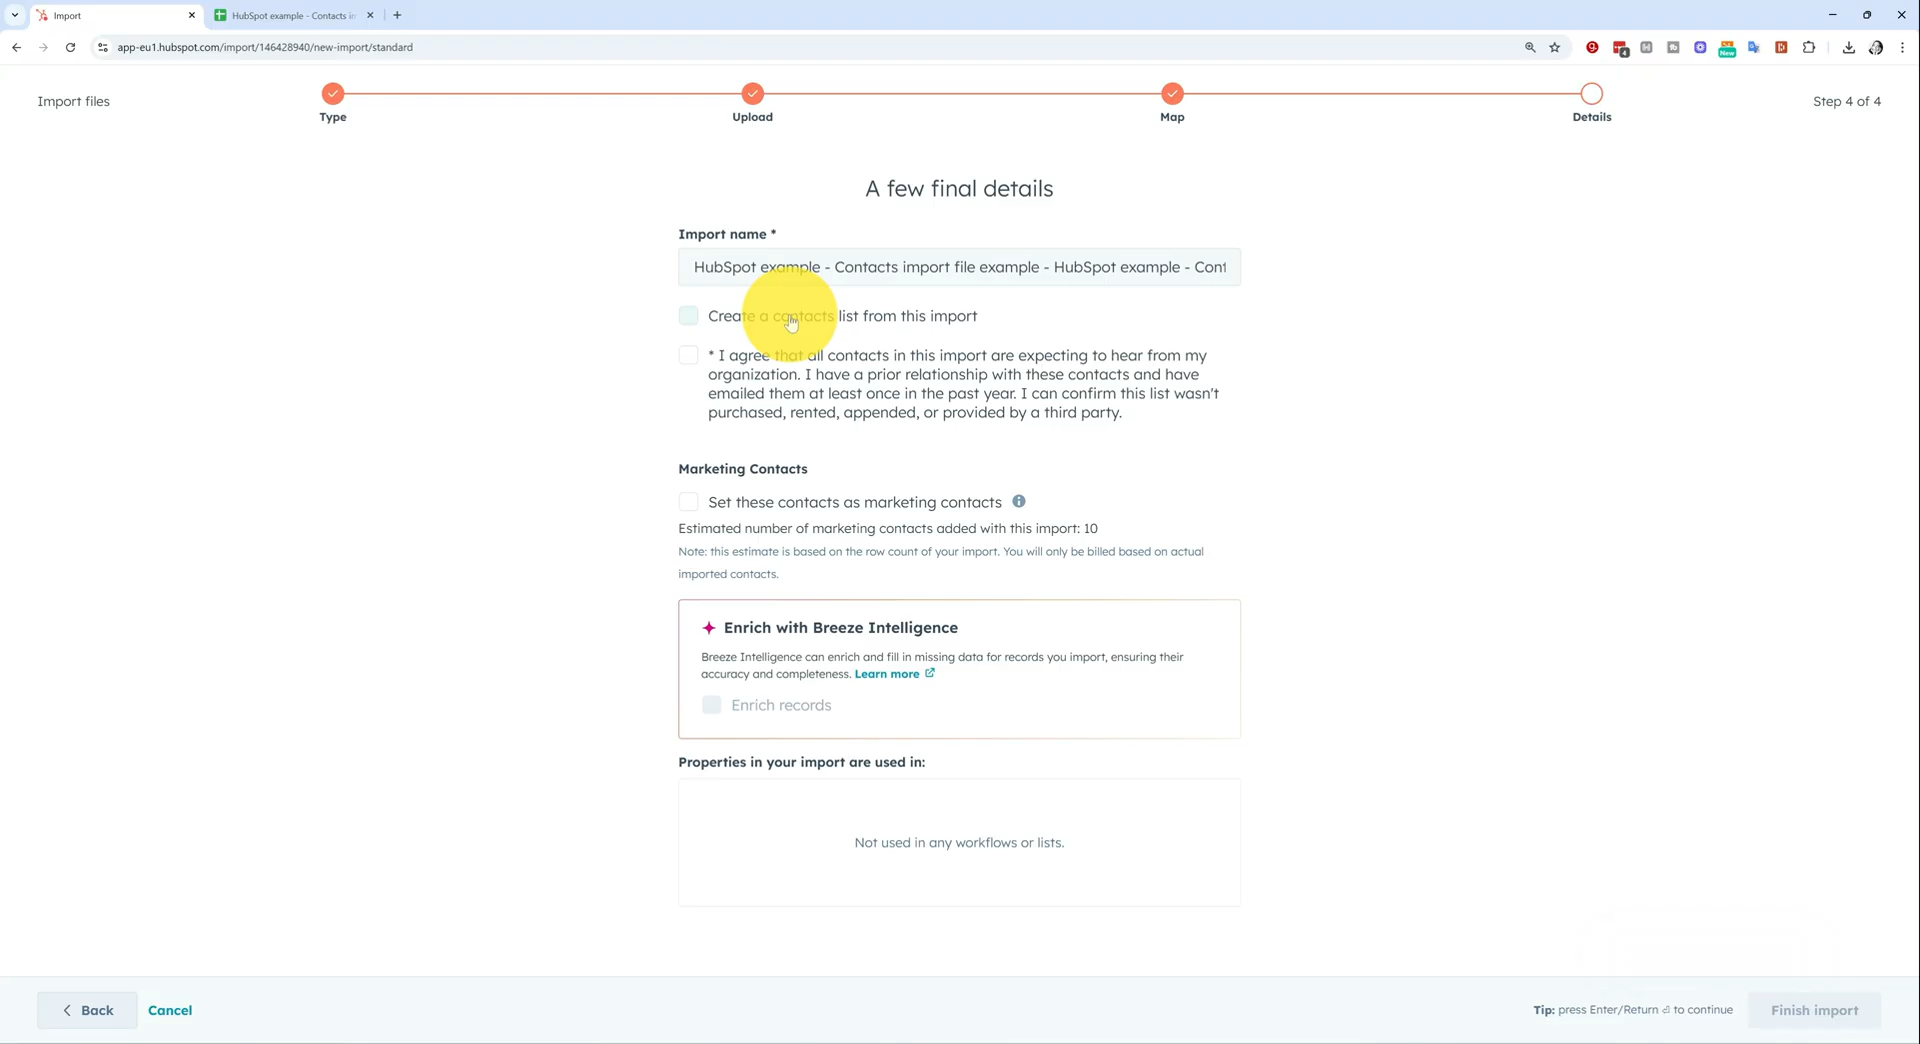 Import
HubSpot example - Contacts in
app-eu1.hubspot.com/import/146428940/new-import/standard
New
4
Import files
Type
Upload
Map
Details
Step 4 of 4
A few final details
Import name *
HubSpot example - Contacts import file example - HubSpot example - Cont
Create a contacts list from this import
* I agree that all contacts in this import are expecting to hear from my
organization. I have a prior relationship with these contacts and have
emailed them at least once in the past year. I can confirm this list wasn't
purchased, rented, appended, or provided by a third party.
Marketing Contacts
Set these contacts as marketing contacts
Estimated number of marketing contacts added with this import: 10
Note: this estimate is based on the row count of your import. You will only be billed based on actual
imported contacts.
Enrich with Breeze Intelligence
Breeze Intelligence can enrich and fill in missing data for records you import, ensuring their
accuracy and completeness. Learn more
Enrich records
Properties in your import are used in:
Not used in any workflows or lists.
Back
Cancel
Tip: press Enter/Return ⏎ to continue
Finish import